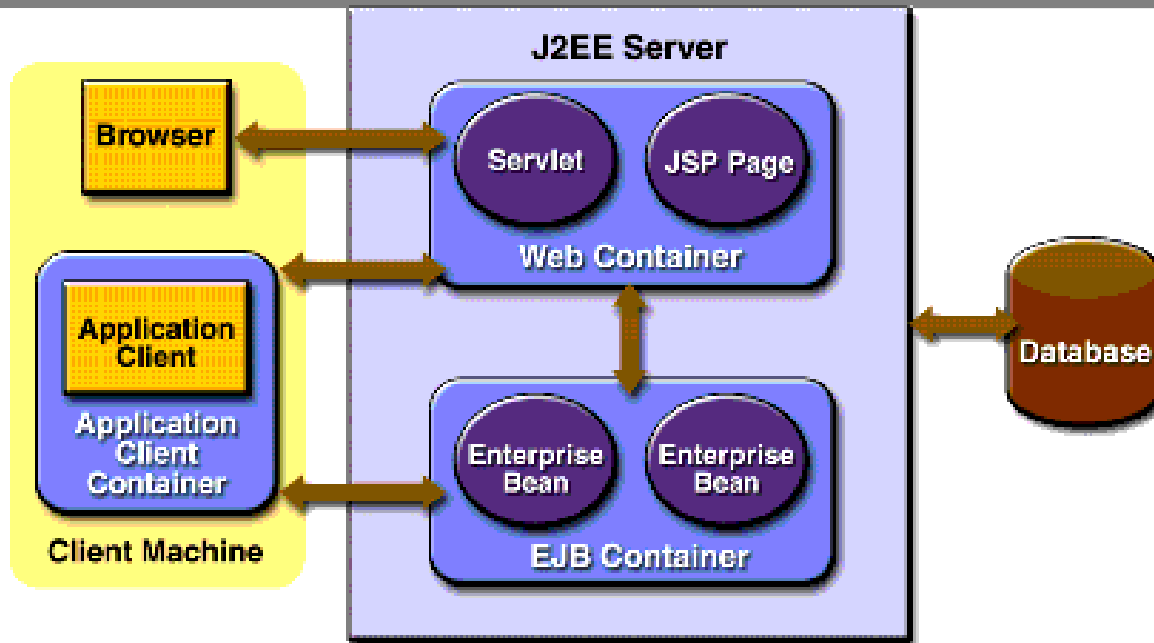 J2EE Server
Browser
Servlet
JSP Page
Web Container
Application
Client
Application
Client
Container
Client Machine
Enterprise
Bean
Enterprise
Bean
EJB Container
Database